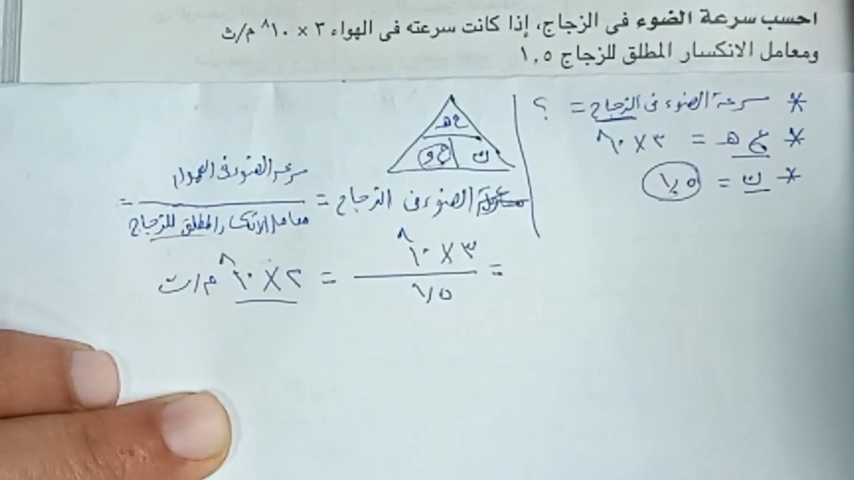 احسب سرعة الضوء فى الزجاج، إذا كانت سرعته فى الهواء ٣ × ١٠^٨ م/ث
ومعامل الانكسار المطلق للزجاج ١,٥
* سرعة الضوء فى الزجاج = ؟
* ع هـ = ٣ × ١٠^٨
* ن = ١,٥
ع هـ
ن ع و
سرعة الضوء فى الزجاج = سرعة الضوء فى الهواء / معامل الانكسار المطلق للزجاج =
= ٣ × ١٠^٨ / ١,٥ = ٢ × ١٠^٨ م/ث